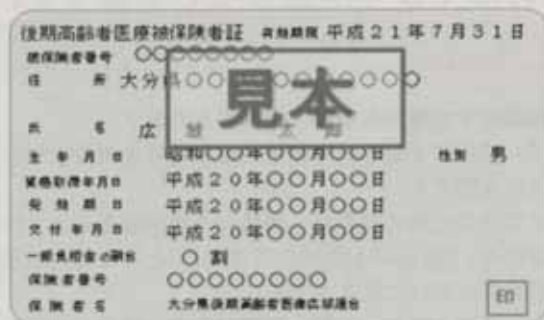 後期高齢者医療被保険者証 有効期限 平成21年7月31日
被保険者番号 ○○○○○○○○
住所 大分県○○○○○○○○○○○
見本
氏名 広域 太郎
生年月日 昭和○○年○○月○○日 性別 男
資格取得年月日 平成20年○○月○○日
発効期日 平成20年○○月○○日
交付年月日 平成20年○○月○○日
一部負担金の割合 ○割
保険者番号 ○○○○○○○○
保険者名 大分県後期高齢者医療広域連合
印